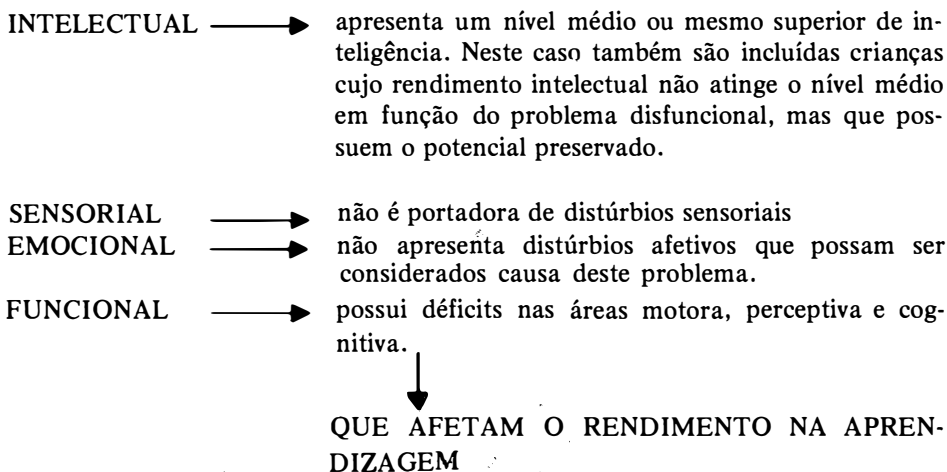 INTELECTUAL apresenta um nível médio ou mesmo superior de in-
teligência. Neste caso também são incluídas crianças
cujo rendimento intelectual não atinge o nível médio
em função do problema disfuncional, mas que pos-
suem o potencial preservado.
SENSORIAL não é portadora de distúrbios sensoriais
EMOCIONAL não apresenta distúrbios afetivos que possam ser
considerados causa deste problema.
FUNCIONAL possui déficits nas áreas motora, perceptiva e cog-
nitiva.
QUE AFETAM O RENDIMENTO NA APREN-
DIZAGEM